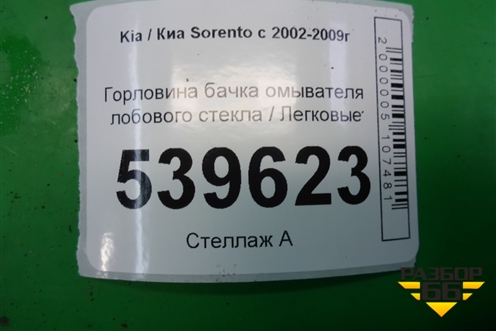 Kia / Киа Sorento с 2002-2009г
Горловина бачка омывателя
лобового стекла / Легковые
539623
Стеллаж А
2000005107481
РАЗБОР
66